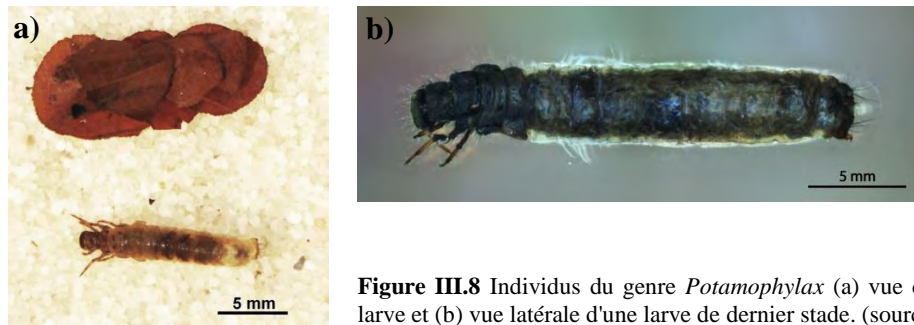 a)
b)
5 mm
5 mm
Figure III.8 Individus du genre Potamophylax (a) vue
larve et (b) vue latérale d'une larve de dernier stade.